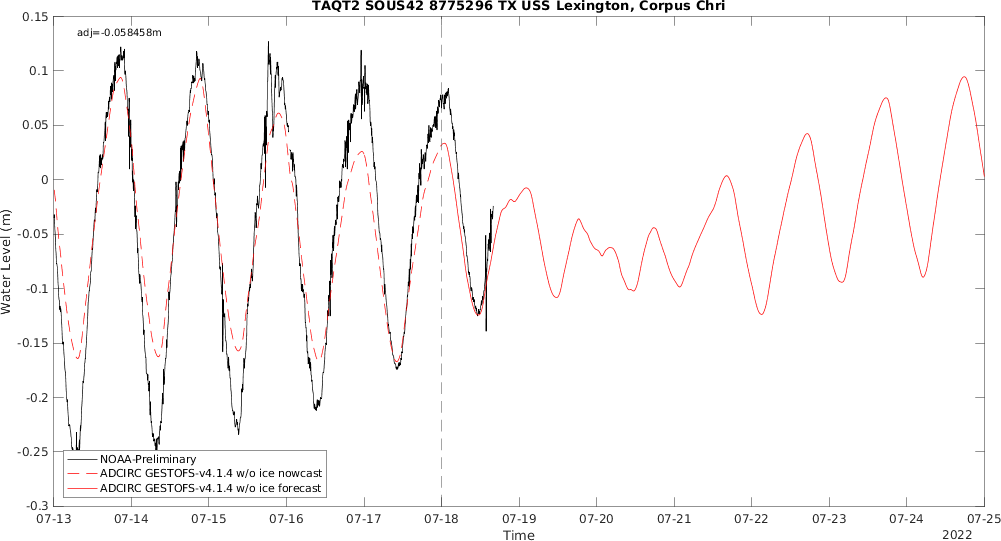 TAQT2 SOUS42 8775296 TX USS Lexington, Corpus Chri
adj=-0.058458m
0.15
0.1
0.05
0
-0.05
-0.1
-0.15
-0.2
-0.25
-0.3
Water Level (m)
NOAA-Preliminary
ADCIRC GESTOFS-v4.1.4 w/o ice nowcast
ADCIRC GESTOFS-v4.1.4 w/o ice forecast
07-13 07-14 07-15 07-16 07-17 07-18 07-19 07-20 07-21 07-22 07-23 07-24 07-25
Time
2022